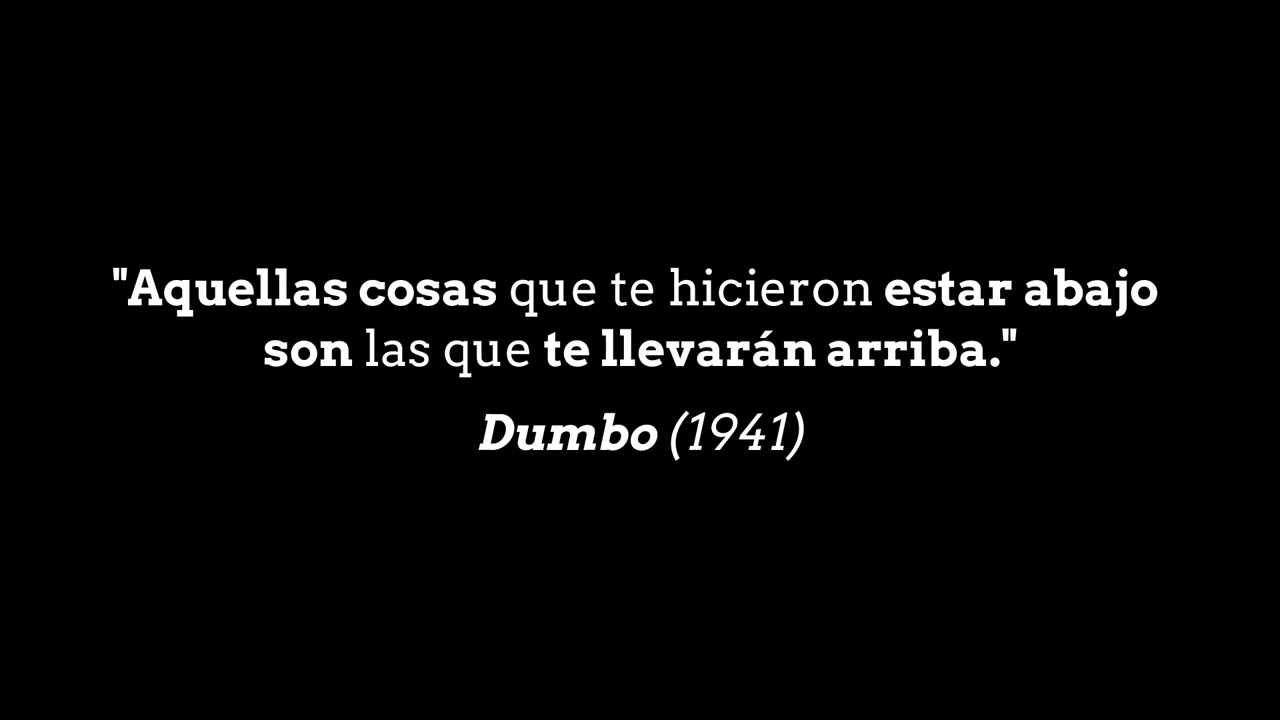 "Aquellas cosas que te hicieron estar abajo
son las que te llevarán arriba."
Dumbo (1941)